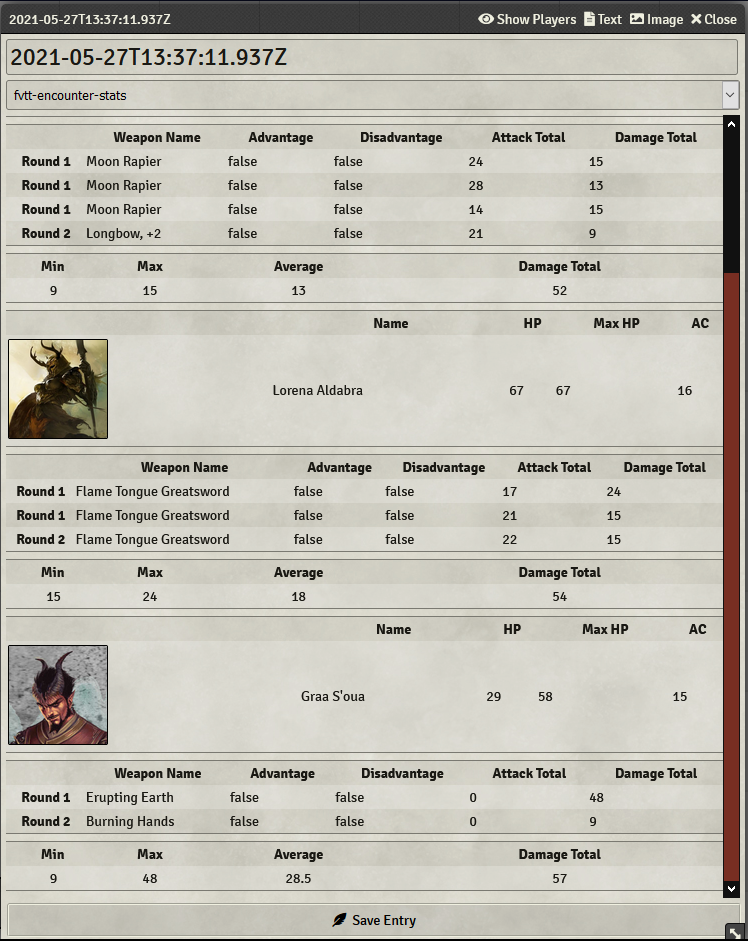 2021-05-27T13:37:11.937Z Show Players Text Image Close
2021-05-27T13:37:11.937Z
fvtt-encounter-stats
Weapon Name Advantage Disadvantage Attack Total Damage Total
Round 1 Moon Rapier false false 24 15
Round 1 Moon Rapier false false 28 13
Round 1 Moon Rapier false false 14 15
Round 2 Longbow, +2 false false 21 9
Min Max Average Damage Total
9 15 13 52
Name HP Max HP AC
Lorena Aldabra 67 67 16
Weapon Name Advantage Disadvantage Attack Total Damage Total
Round 1 Flame Tongue Greatsword false false 17 24
Round 1 Flame Tongue Greatsword false false 21 15
Round 2 Flame Tongue Greatsword false false 22 15
Min Max Average Damage Total
15 24 18 54
Name HP Max HP AC
Graa S'oua 29 58 15
Weapon Name Advantage Disadvantage Attack Total Damage Total
Round 1 Erupting Earth false false 0 48
Round 2 Burning Hands false false 0 9
Min Max Average Damage Total
9 48 28.5 57
Save Entry